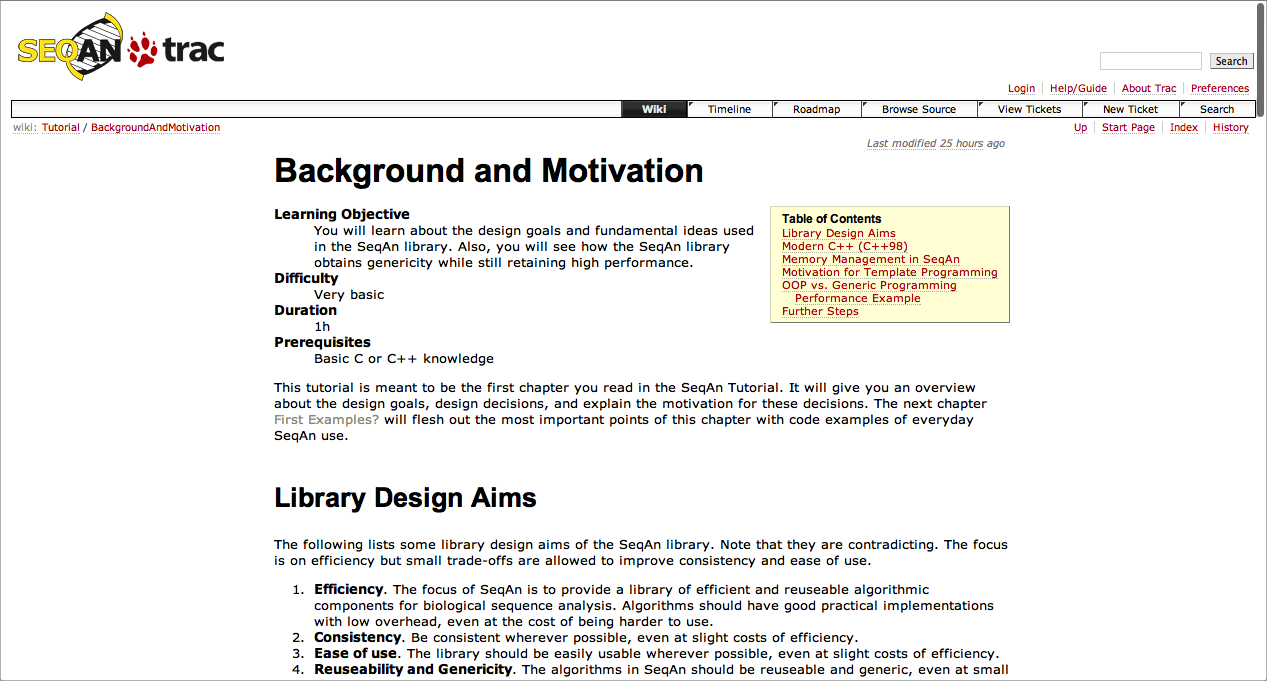 SEQAN trac
Search
Login Help/Guide About Trac Preferences
Wiki Timeline Roadmap Browse Source View Tickets New Ticket Search
wiki: Tutorial / BackgroundAndMotivation
Up Start Page Index History
Last modified 25 hours ago
Background and Motivation
Learning Objective
You will learn about the design goals and fundamental ideas used
in the SeqAn library. Also, you will see how the SeqAn library
obtains genericity while still retaining high performance.
Difficulty
Very basic
Duration
1h
Prerequisites
Basic C or C++ knowledge
Table of Contents
Library Design Aims
Modern C++ (C++98)
Memory Management in SeqAn
Motivation for Template Programming
OOP vs. Generic Programming
Performance Example
Further Steps
This tutorial is meant to be the first chapter you read in the SeqAn Tutorial. It will give you an overview
about the design goals, design decisions, and explain the motivation for these decisions. The next chapter
First Examples? will flesh out the most important points of this chapter with code examples of everyday
SeqAn use.
Library Design Aims
The following lists some library design aims of the SeqAn library. Note that they are contradicting. The focus
is on efficiency but small trade-offs are allowed to improve consistency and ease of use.
1. Efficiency. The focus of SeqAn is to provide a library of efficient and reuseable algorithmic
components for biological sequence analysis. Algorithms should have good practical implementations
with low overhead, even at the cost of being harder to use.
2. Consistency. Be consistent wherever possible, even at slight costs of efficiency.
3. Ease of use. The library should be easily usable wherever possible, even at slight costs of efficiency.
4. Reuseability and Genericity. The algorithms in SeqAn should be reuseable and generic, even at small